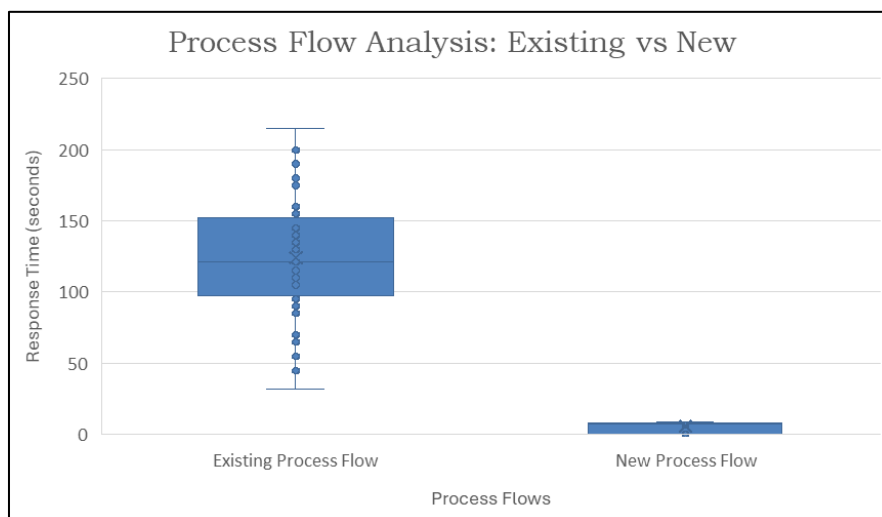 Process Flow Analysis: Existing vs New
250
200
150
100
50
0
Response Time (seconds)
Existing Process Flow
New Process Flow
Process Flows